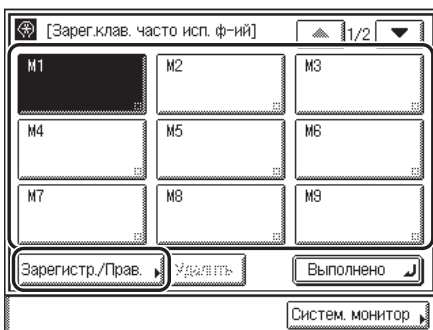 [Зарег.клав. часто исп. ф-ий] 1/2
M1 M2 M3
M4 M5 M6
M7 M8 M9
Зарегистр./Прав. Удалить Выполнено
Систем. монитор